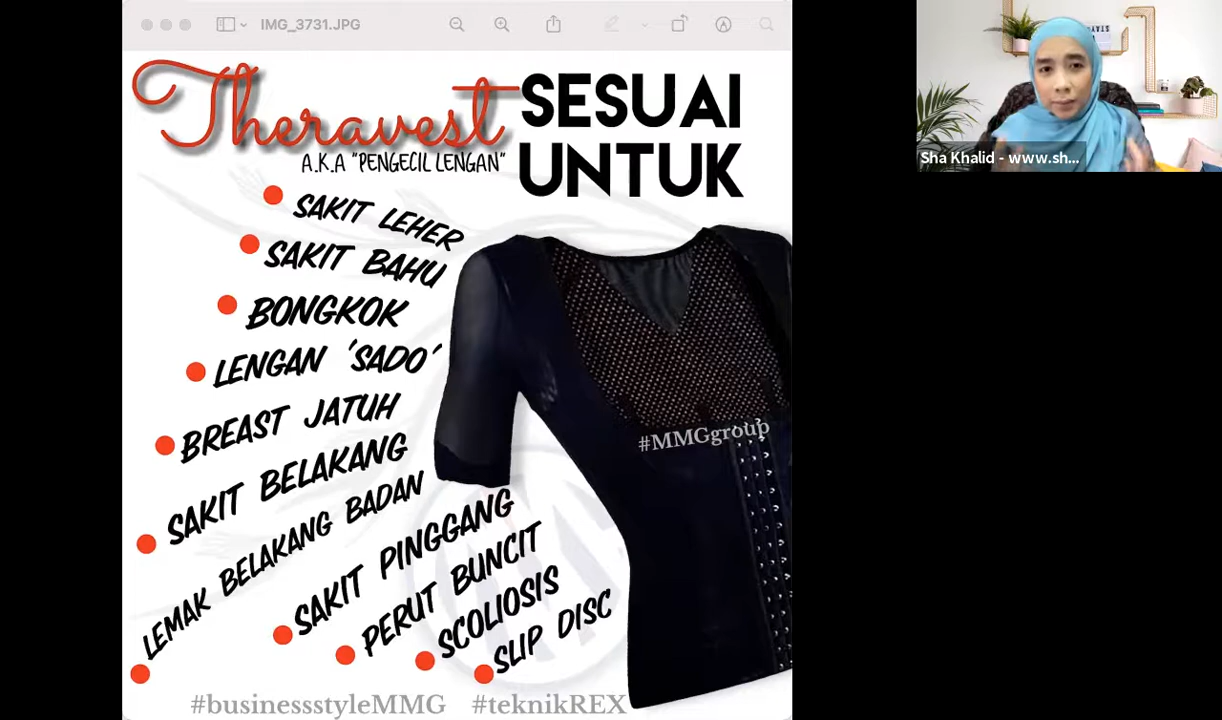 IMG_3731.JPG
Theravest
A.K.A "PENGECIL LENGAN"
SESUAI
UNTUK
SAKIT LEHER
SAKIT BAHU
BONGKOK
LENGAN 'SADO'
BREAST JATUH
SAKIT BELAKANG
LEMAK BELAKANG BADAN
SAKIT PINGGANG
PERUT BUNCIT
SCOLIOSIS
SLIP DISC
#MMGgroup
#businessstyleMMG #teknikREX
Sha Khalid - www.sh...